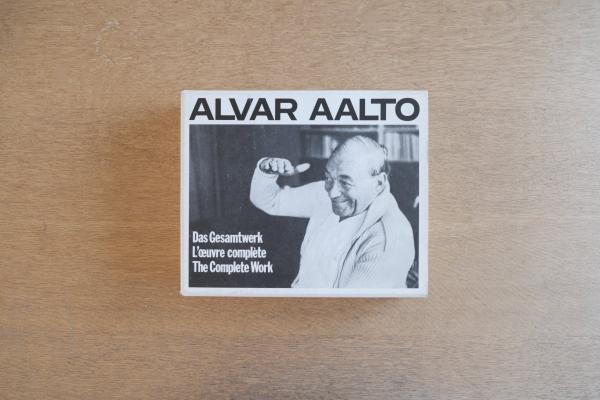 ALVAR AALTO
Das Gesamtwerk
L'œuvre complète
The Complete Work